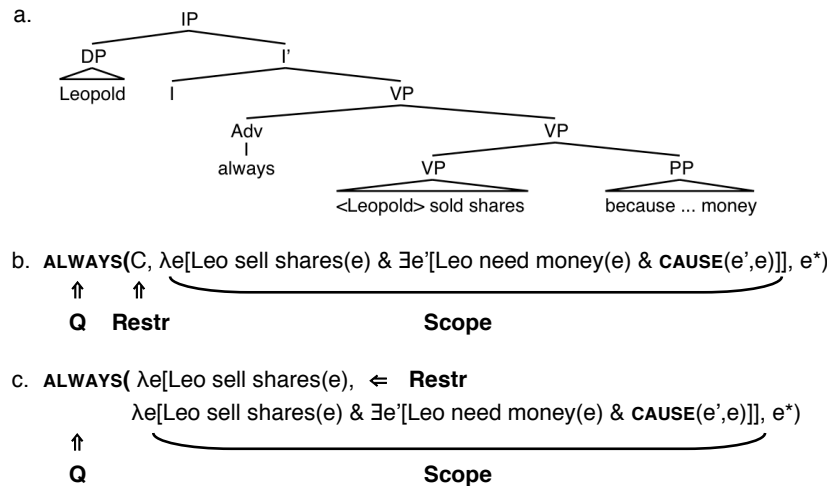 a.
IP
DP I'
Leopold I VP
Adv VP
always VP PP
<Leopold> sold shares because ... money
b. ALWAYS(C, λe[Leo sell shares(e) & ∃e'[Leo need money(e) & CAUSE(e',e)]], e*)
⇑ ⇑
Q Restr Scope
c. ALWAYS( λe[Leo sell shares(e), ⇐ Restr
λe[Leo sell shares(e) & ∃e'[Leo need money(e) & CAUSE(e',e)]], e*)
⇑
Q Scope